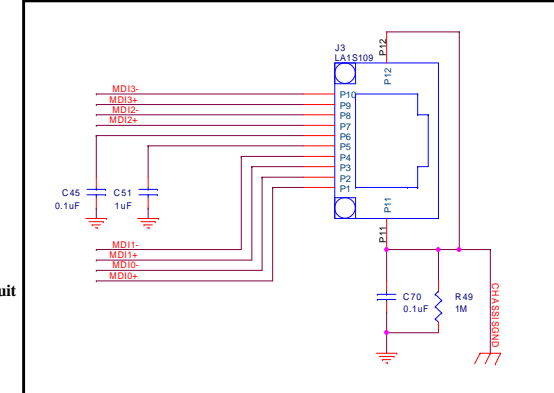 P12
J3
LA1S109
P12
MDI3-
MDI3+
MDI2-
MDI2+
P10
P9
P8
P7
P6
P5
P4
P3
P2
P1
C45
0.1uF
C51
1uF
P11
P11
MDI1-
MDI1+
MDI0-
MDI0+
uit
C70
0.1uF
R49
1M
CHASSISGND